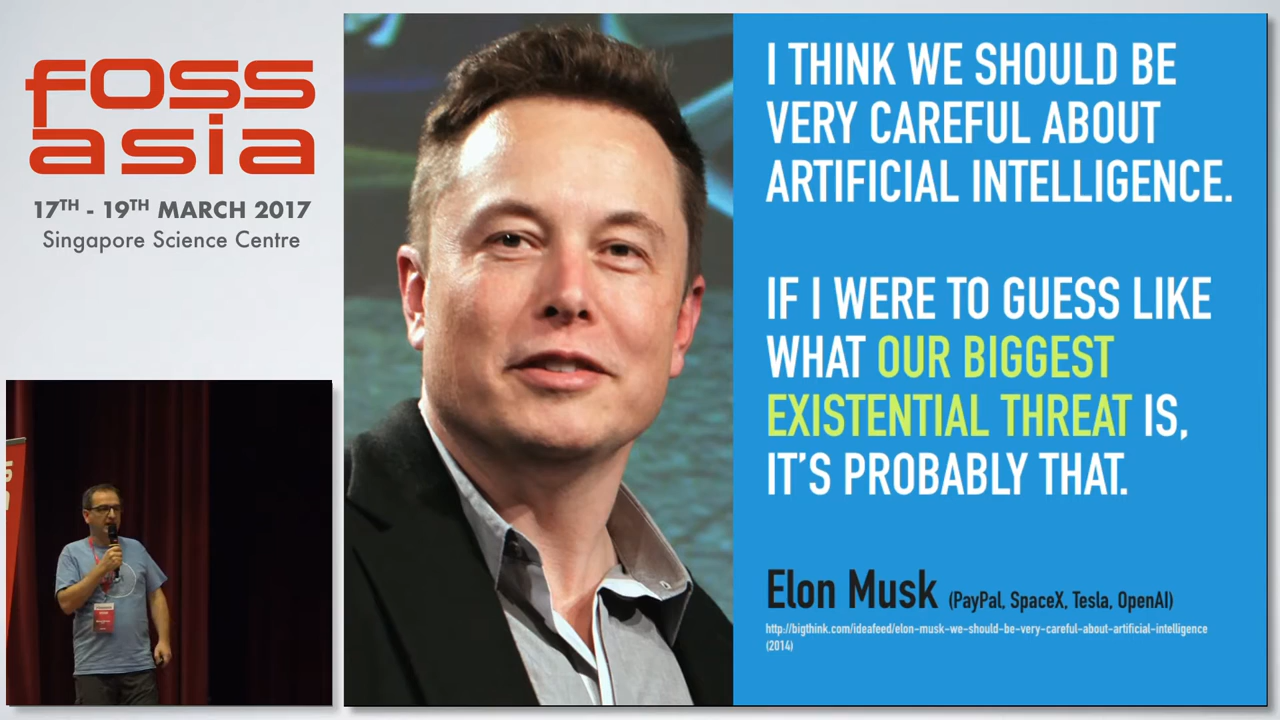 foss
asia
17TH - 19TH MARCH 2017
Singapore Science Centre
I THINK WE SHOULD BE
VERY CAREFUL ABOUT
ARTIFICIAL INTELLIGENCE.
IF I WERE TO GUESS LIKE
WHAT OUR BIGGEST
EXISTENTIAL THREAT IS,
IT'S PROBABLY THAT.
Elon Musk (PayPal, SpaceX, Tesla, OpenAI)
http://bigthink.com/ideafeed/elon-musk-we-should-be-very-careful-about-artificial-intelligence
(2014)